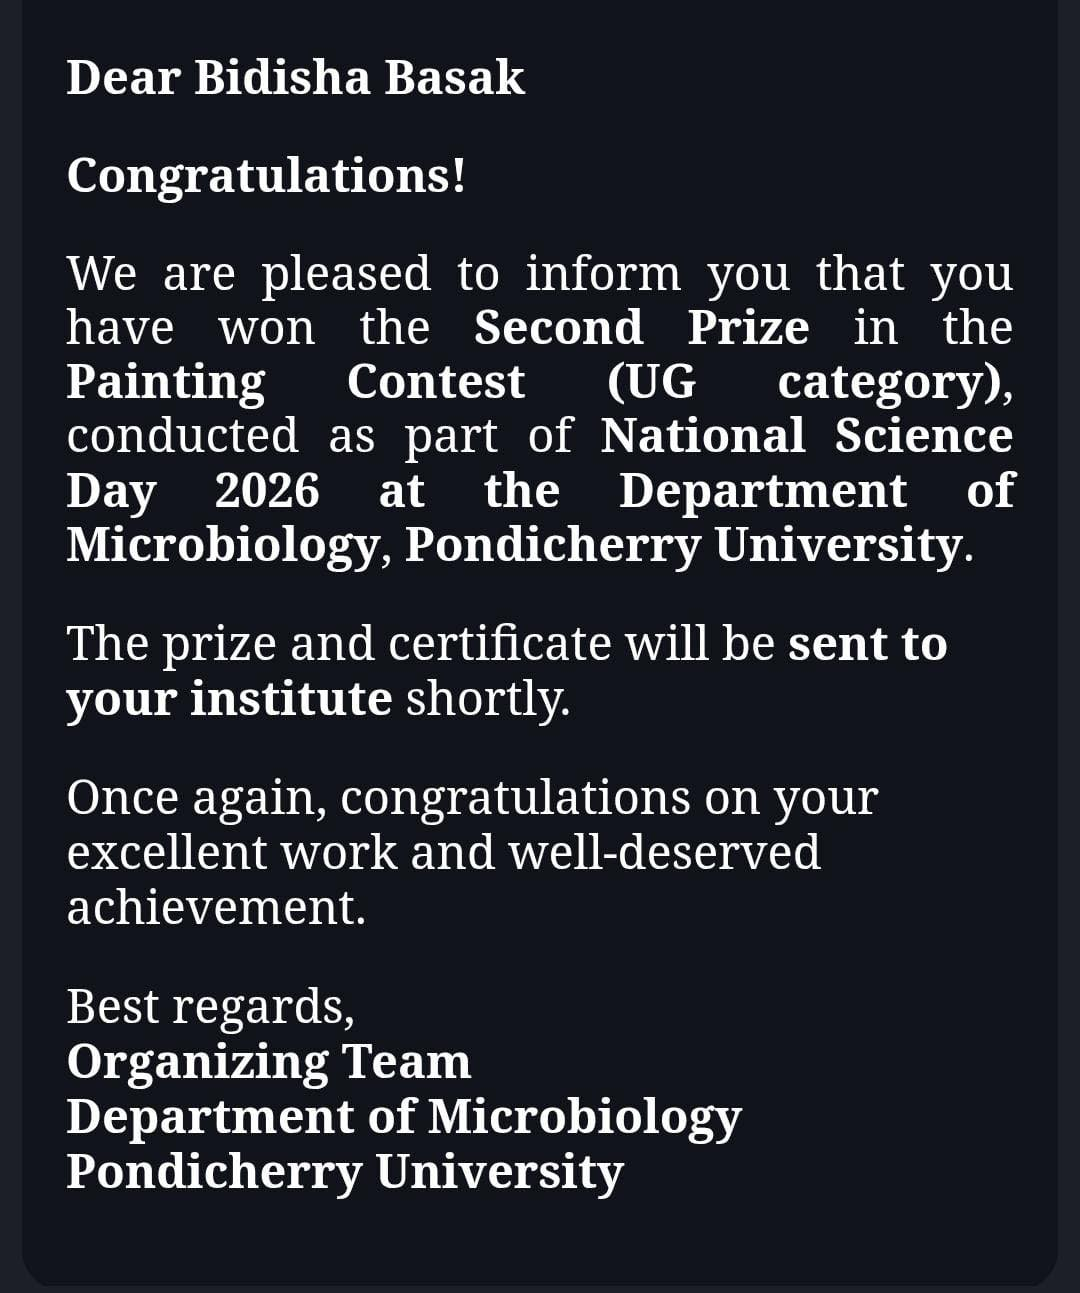 Dear Bidisha Basak
Congratulations!
We are pleased to inform you that you
have won the Second Prize in the
Painting Contest (UG category),
conducted as part of National Science
Day 2026 at the Department of
Microbiology, Pondicherry University.
The prize and certificate will be sent to
your institute shortly.
Once again, congratulations on your
excellent work and well-deserved
achievement.
Best regards,
Organizing Team
Department of Microbiology
Pondicherry University